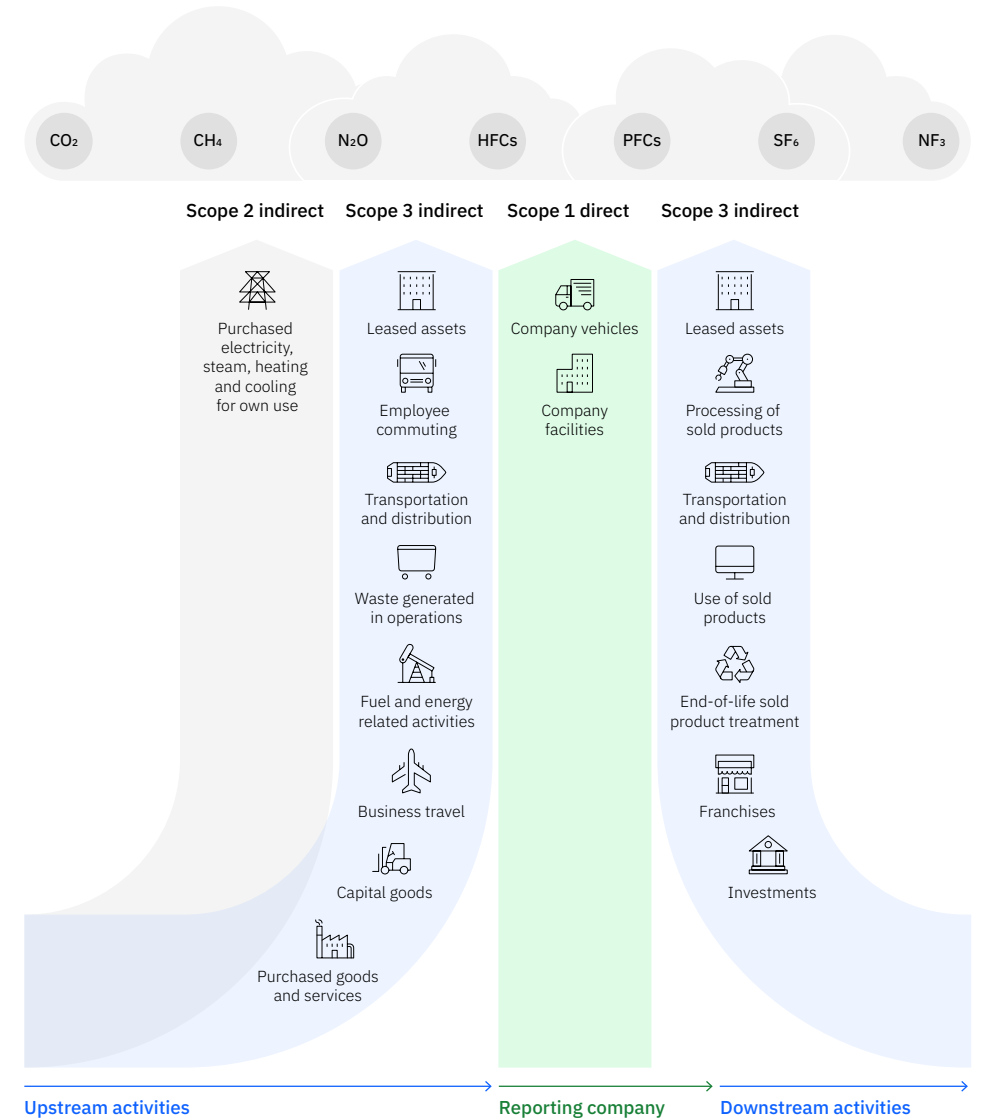 CO₂
CH₄
N₂O
HFCs
PFCs
SF₆
NF₃
Scope 2 indirect
Scope 3 indirect
Scope 1 direct
Scope 3 indirect
Purchased
electricity,
steam, heating
and cooling
for own use
Leased assets
Employee
commuting
Transportation
and distribution
Waste generated
in operations
Fuel and energy
related activities
Business travel
Capital goods
Purchased goods
and services
Company vehicles
Company
facilities
Leased assets
Processing of
sold products
Transportation
and distribution
Use of sold
products
End-of-life sold
product treatment
Franchises
Investments
Upstream activities
Reporting company
Downstream activities